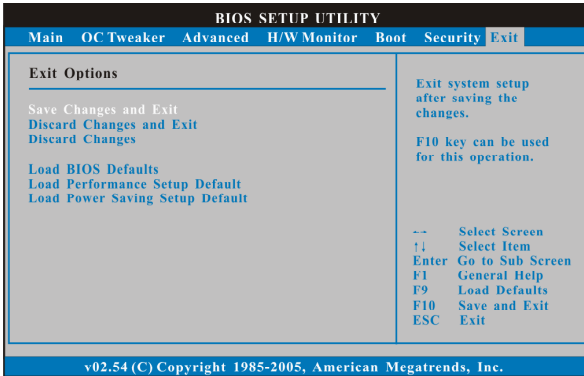 BIOS SETUP UTILITY
Main OC Tweaker Advanced H/W Monitor Boot Security Exit
Exit Options
Save Changes and Exit
Discard Changes and Exit
Discard Changes
Load BIOS Defaults
Load Performance Setup Default
Load Power Saving Setup Default
Exit system setup
after saving the
changes.
F10 key can be used
for this operation.
←→ Select Screen
↑↓ Select Item
Enter Go to Sub Screen
F1 General Help
F9 Load Defaults
F10 Save and Exit
ESC Exit
v02.54 (C) Copyright 1985-2005, American Megatrends, Inc.